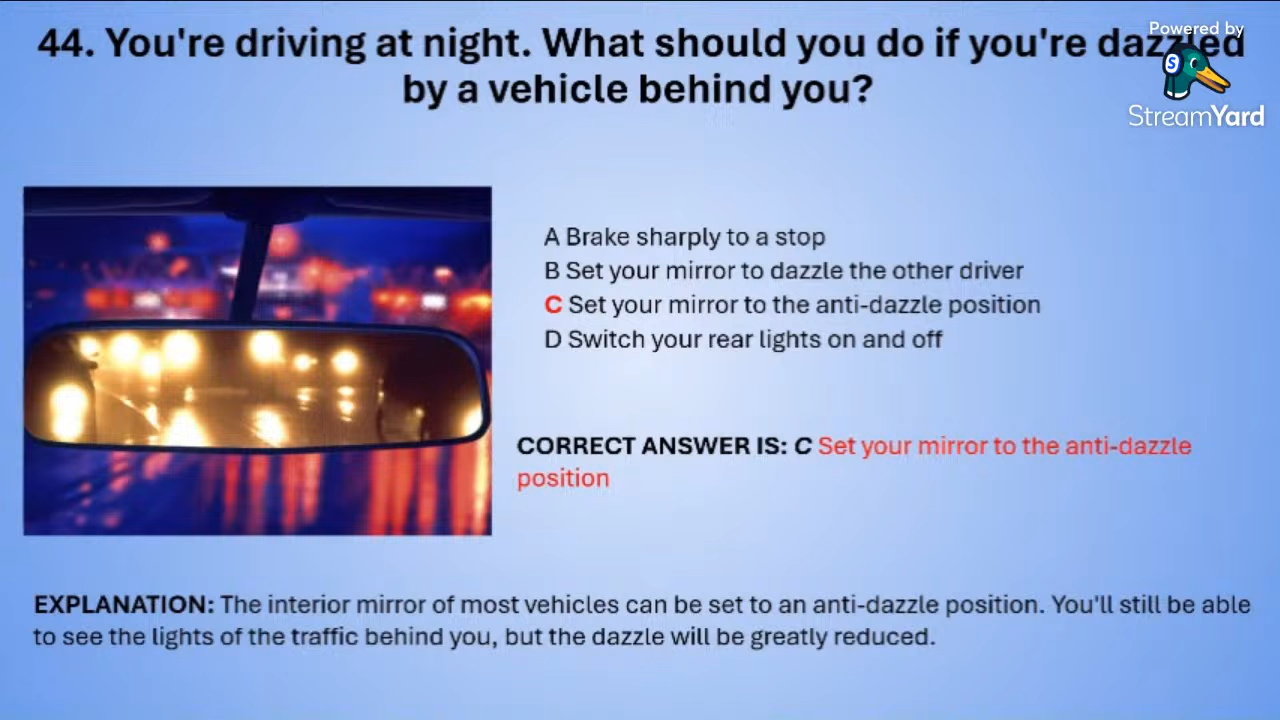 Powered by
44. You're driving at night. What should you do if you're dazzled
by a vehicle behind you?
StreamYard
A Brake sharply to a stop
B Set your mirror to dazzle the other driver
C Set your mirror to the anti-dazzle position
D Switch your rear lights on and off
CORRECT ANSWER IS: C Set your mirror to the anti-dazzle
position
EXPLANATION: The interior mirror of most vehicles can be set to an anti-dazzle position. You'll still be able
to see the lights of the traffic behind you, but the dazzle will be greatly reduced.